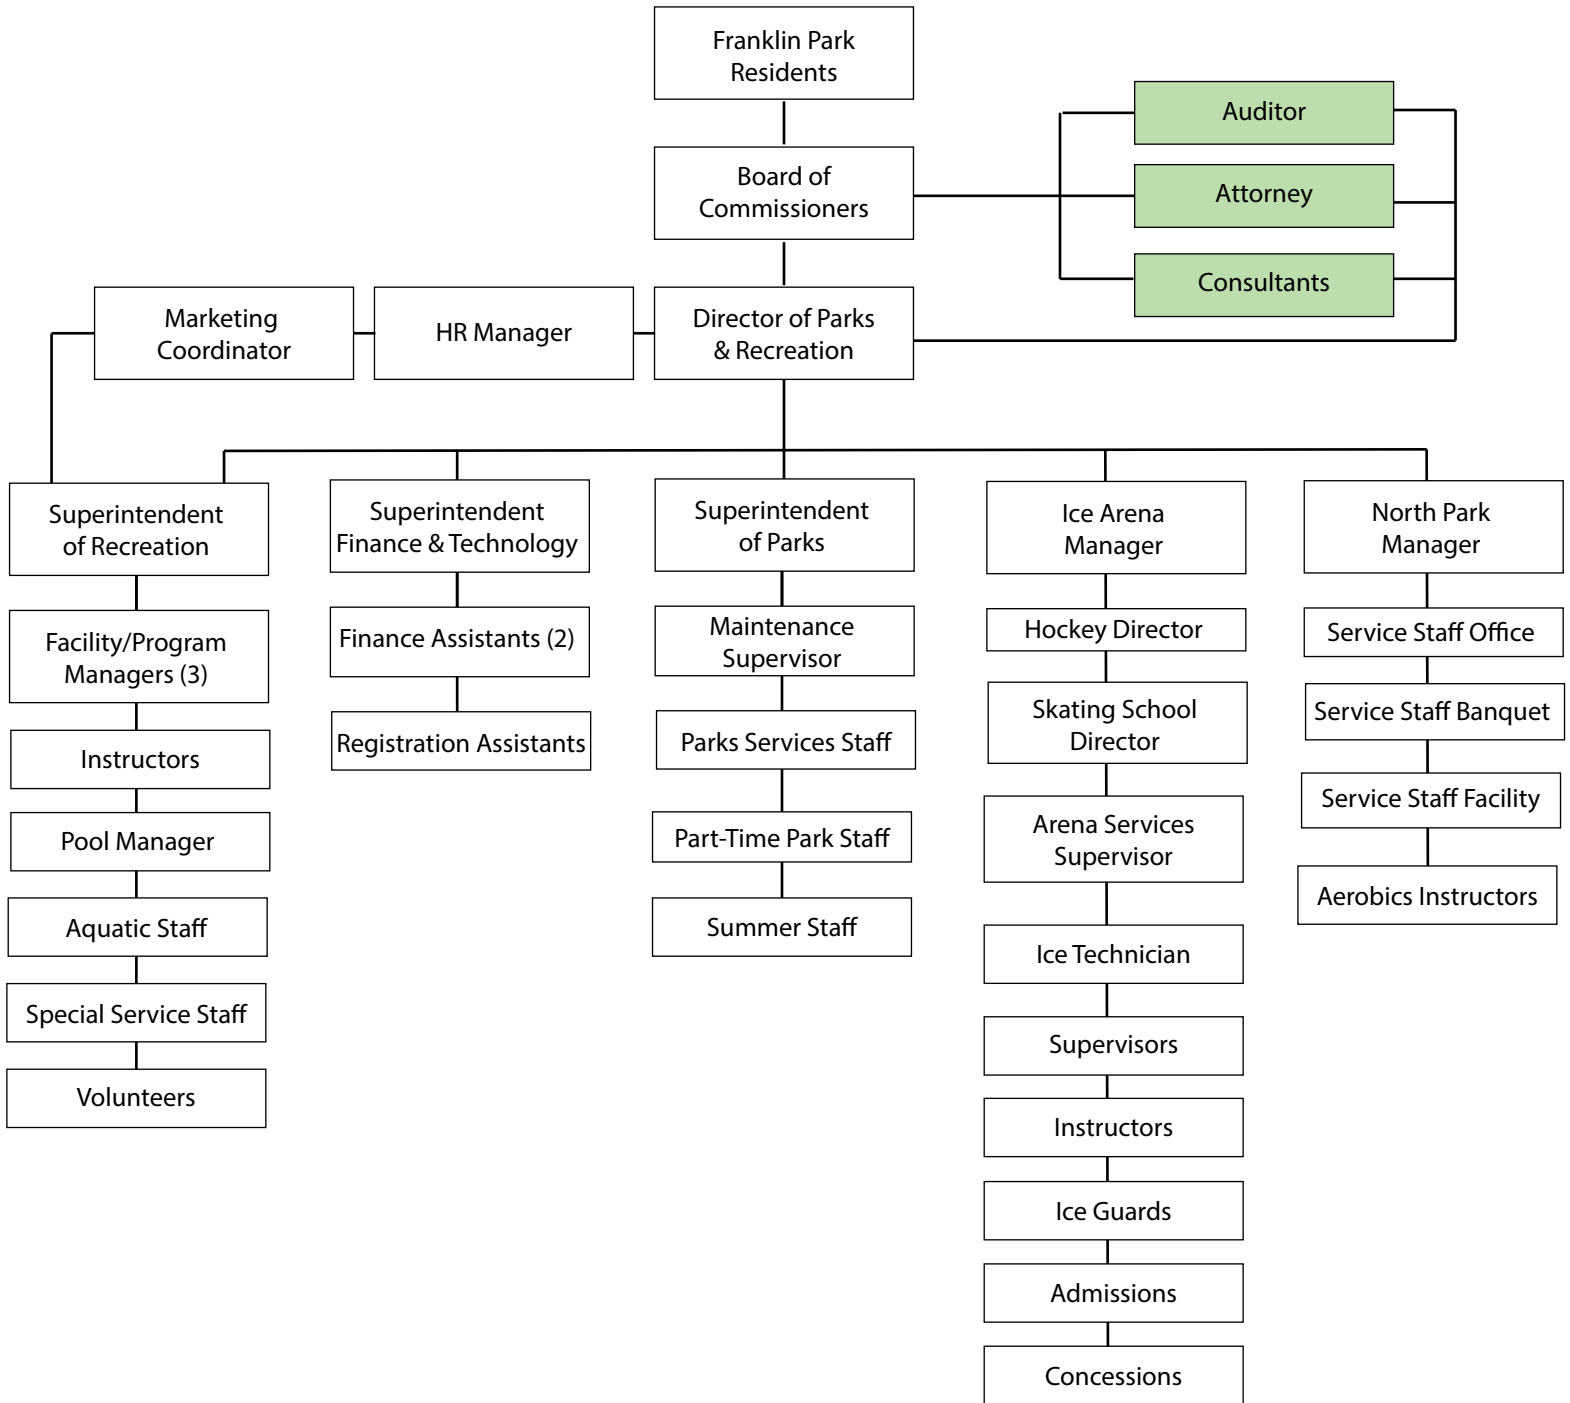 Franklin Park
Residents
Auditor
Board of
Commissioners
Attorney
Consultants
Marketing
Coordinator
HR Manager
Director of Parks
& Recreation
Superintendent
of Recreation
Facility/Program
Managers (3)
Instructors
Pool Manager
Aquatic Staff
Special Service Staff
Volunteers
Superintendent
Finance & Technology
Finance Assistants (2)
Registration Assistants
Superintendent
of Parks
Maintenance
Supervisor
Parks Services Staff
Part-Time Park Staff
Summer Staff
Ice Arena
Manager
Hockey Director
Skating School
Director
Arena Services
Supervisor
Ice Technician
Supervisors
Instructors
Ice Guards
Admissions
Concessions
North Park
Manager
Service Staff Office
Service Staff Banquet
Service Staff Facility
Aerobics Instructors